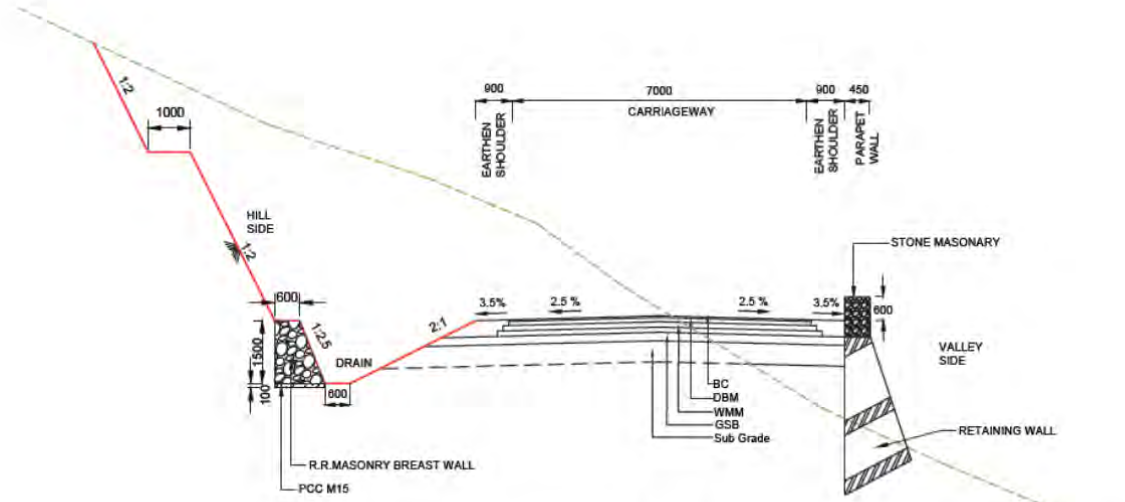 900
7000
900
450
CARRIAGEWAY
EARTHEN
SHOULDER
EARTHEN
SHOULDER
PARAPET
WALL
1:2
1000
HILL
SIDE
1:2
STONE MASONARY
600
3.5%
2.5 %
2.5 %
3.5%
600
1:2.5
2:1
1500
DRAIN
VALLEY
SIDE
100
600
BC
DBM
WMM
GSB
Sub Grade
RETAINING WALL
R.R.MASONRY BREAST WALL
PCC M15